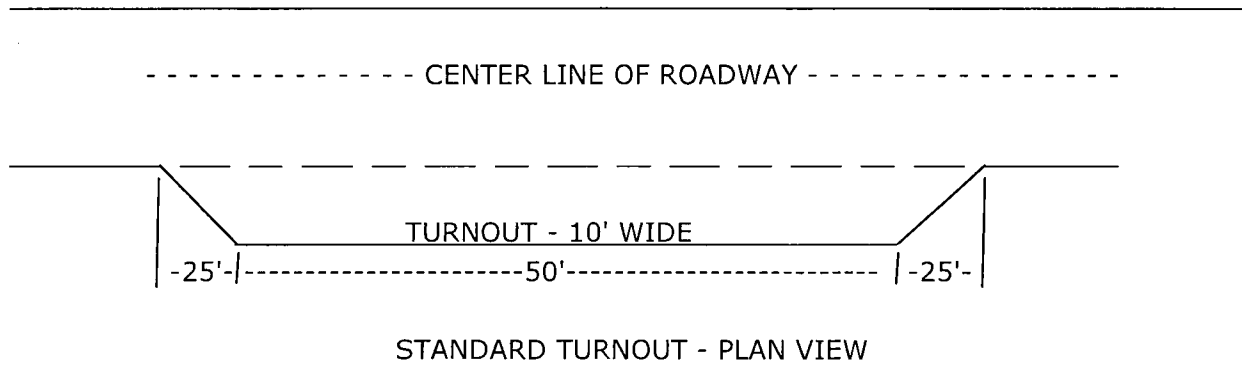 - - - - - - - - - - - - - CENTER LINE OF ROADWAY - - - - - - - - - - - - -
TURNOUT - 10' WIDE
-25'-|-----------------------50'-------------------------- | -25'-
STANDARD TURNOUT - PLAN VIEW